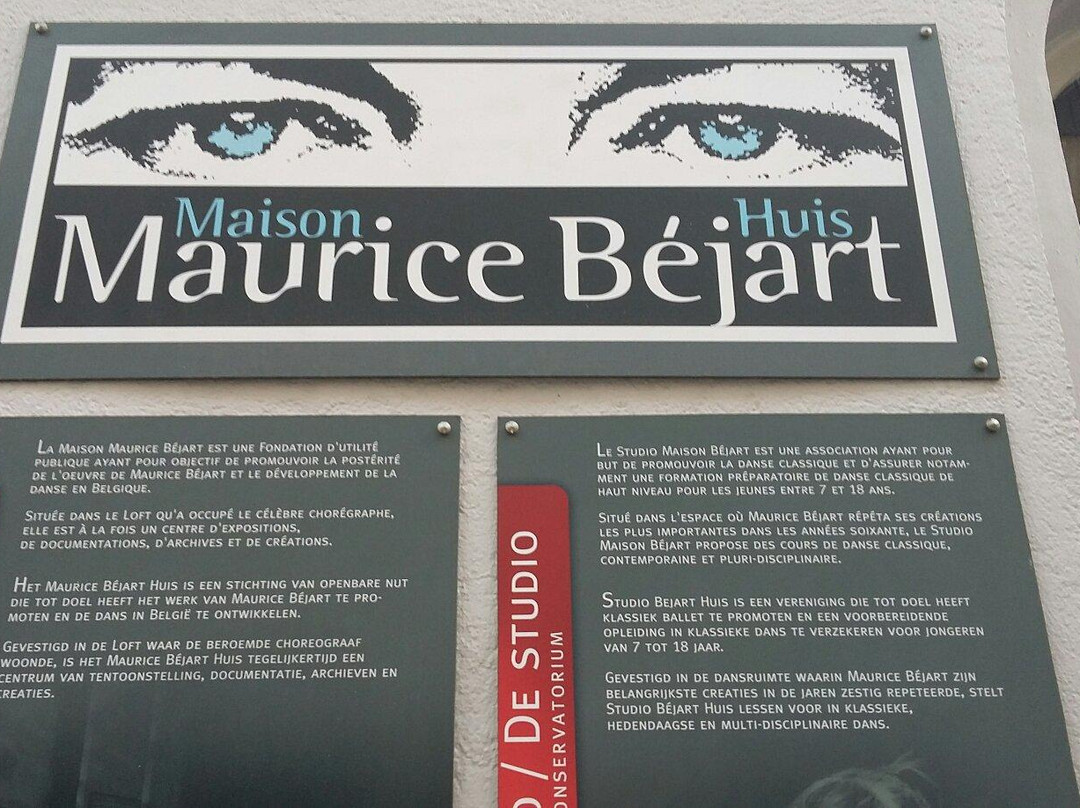 Maison Huis
Maurice Béjart
La Maison Maurice Béjart est une Fondation d'utilité
publique ayant pour objectif de promouvoir la postérité
de l'oeuvre de Maurice Béjart et le développement de la
danse en Belgique.
Située dans le Loft qu'a occupé le célèbre chorégraphe,
elle est à la fois un centre d'expositions,
de documentations, d'archives et de créations.
Het Maurice Béjart Huis is een stichting van openbare nut
die tot doel heeft het werk van Maurice Béjart te pro-
moten en de dans in België te ontwikkelen.
Gevestigd in de Loft waar de beroemde choreograaf
woonde, is het Maurice Béjart Huis tegelijkertijd een
centrum van tentoonstelling, documentatie, archieven en
creaties.
Le Studio Maison Béjart est une association ayant pour
but de promouvoir la danse classique et d'assurer notam-
ment une formation préparatoire de danse classique de
haut niveau pour les jeunes entre 7 et 18 ans.
Situé dans l'espace où Maurice Béjart répéta ses créations
les plus importantes dans les années soixante, le Studio
Maison Béjart propose des cours de danse classique,
contemporaine et pluri-disciplinaire.
Studio Bejart Huis is een vereniging die tot doel heeft
klassiek ballet te promoten en een voorbereidende
opleiding in klassieke dans te verzekeren voor jongeren
van 7 tot 18 jaar.
Gevestigd in de dansruimte waarin Maurice Béjart zijn
belangrijkste creaties in de jaren zestig repeteerde, stelt
Studio Béjart Huis lessen voor in klassieke,
hedendaagse en multi-disciplinaire dans.
/ De studio
onservatorium